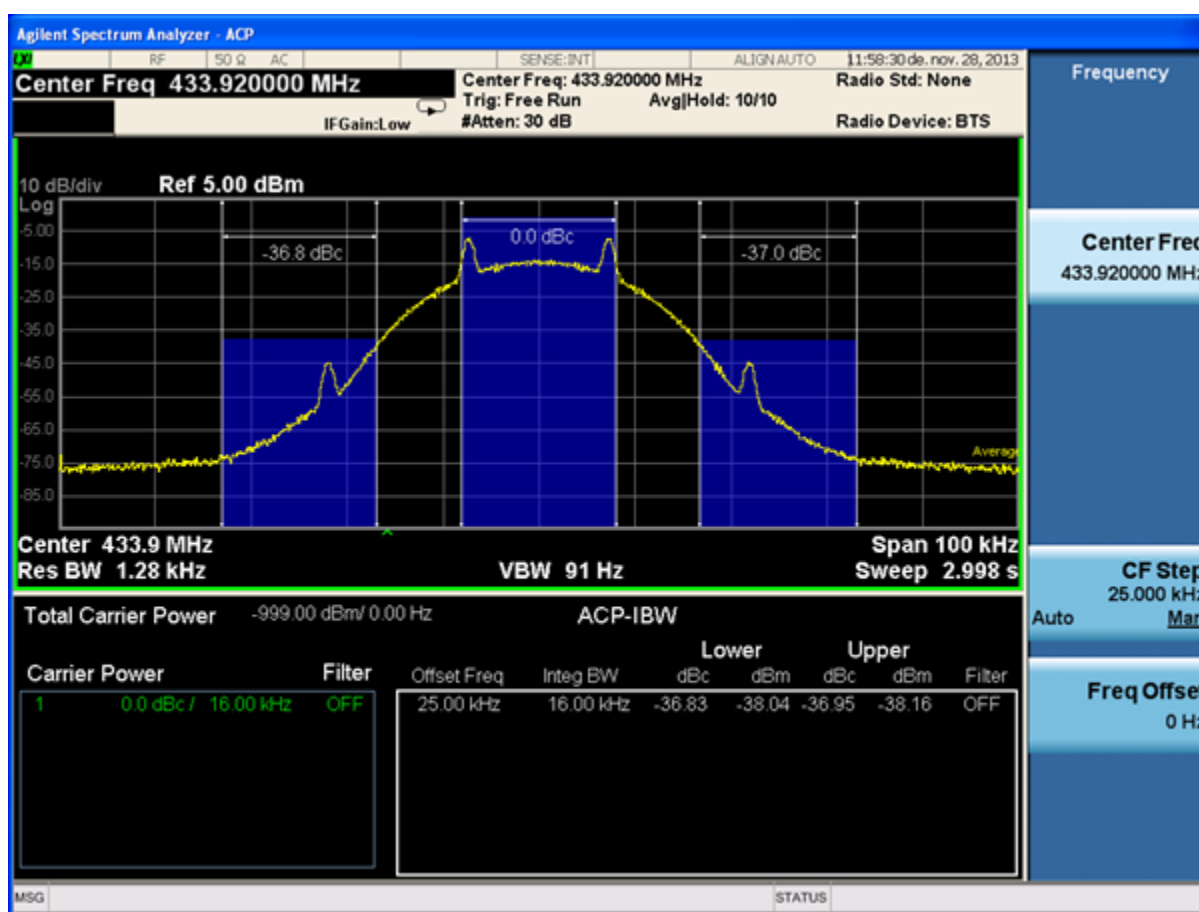 Agilent Spectrum Analyzer - ACP
LXI RF 50 Ω AC SENSE:INT ALIGN AUTO 11:58:30 de. nov. 28, 2013
Center Freq 433.920000 MHz
Center Freq: 433.920000 MHz Radio Std: None
Trig: Free Run Avg|Hold: 10/10
IFGain:Low #Atten: 30 dB Radio Device: BTS
10 dB/div Ref 5.00 dBm
Log
-5.00
-15.0
-25.0
-35.0
-45.0
-55.0
-65.0
-75.0
-85.0
-36.8 dBc 0.0 dBc -37.0 dBc
Average
Center 433.9 MHz Span 100 kHz
Res BW 1.28 kHz VBW 91 Hz Sweep 2.998 s
Total Carrier Power -999.00 dBm/ 0.00 Hz ACP-IBW
Lower Upper
Carrier Power Filter Offset Freq Integ BW dBc dBm dBc dBm Filter
1 0.0 dBc / 16.00 kHz OFF 25.00 kHz 16.00 kHz -36.83 -38.04 -36.95 -38.16 OFF
MSG STATUS
Frequency
Center Freq
433.920000 MHz
CF Step
25.000 kHz
Auto Man
Freq Offset
0 Hz